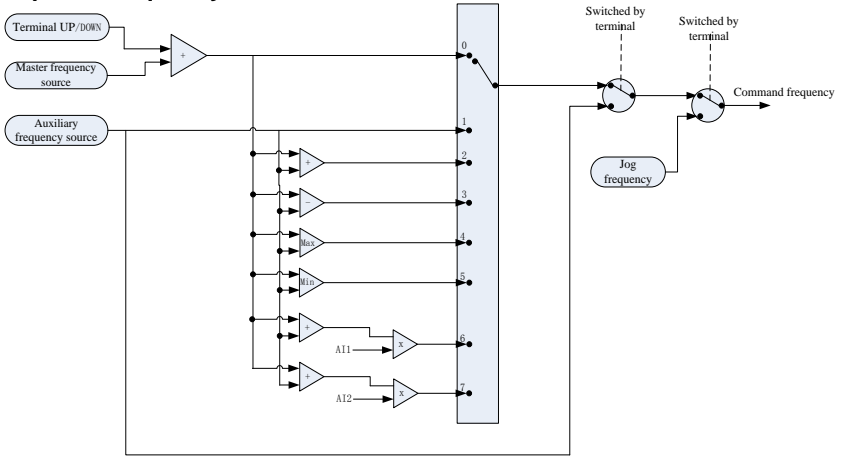 Terminal UP/DOWN
Master frequency
source
Auxiliary
frequency source
+
0
1
+
2
-
3
Max
4
Min
5
+
AI1
x
6
+
AI2
x
7
Switched by
terminal
Switched by
terminal
Command frequency
Jog
frequency